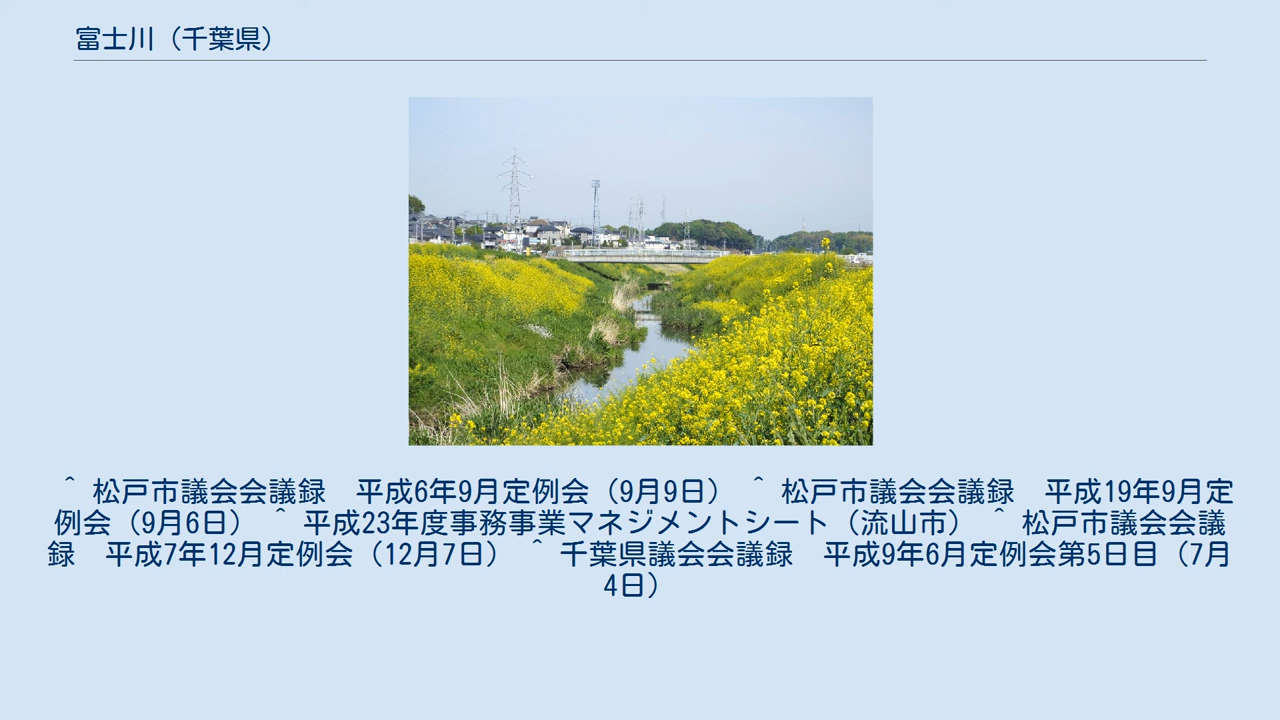 富士川（千葉県）
^ 松戸市議会会議録　平成6年9月定例会（9月9日） ^ 松戸市議会会議録　平成19年9月定
例会（9月6日） ^ 平成23年度事務事業マネジメントシート（流山市） ^ 松戸市議会会議
録　平成7年12月定例会（12月7日） ^ 千葉県議会会議録　平成9年6月定例会第5日目（7月
4日）